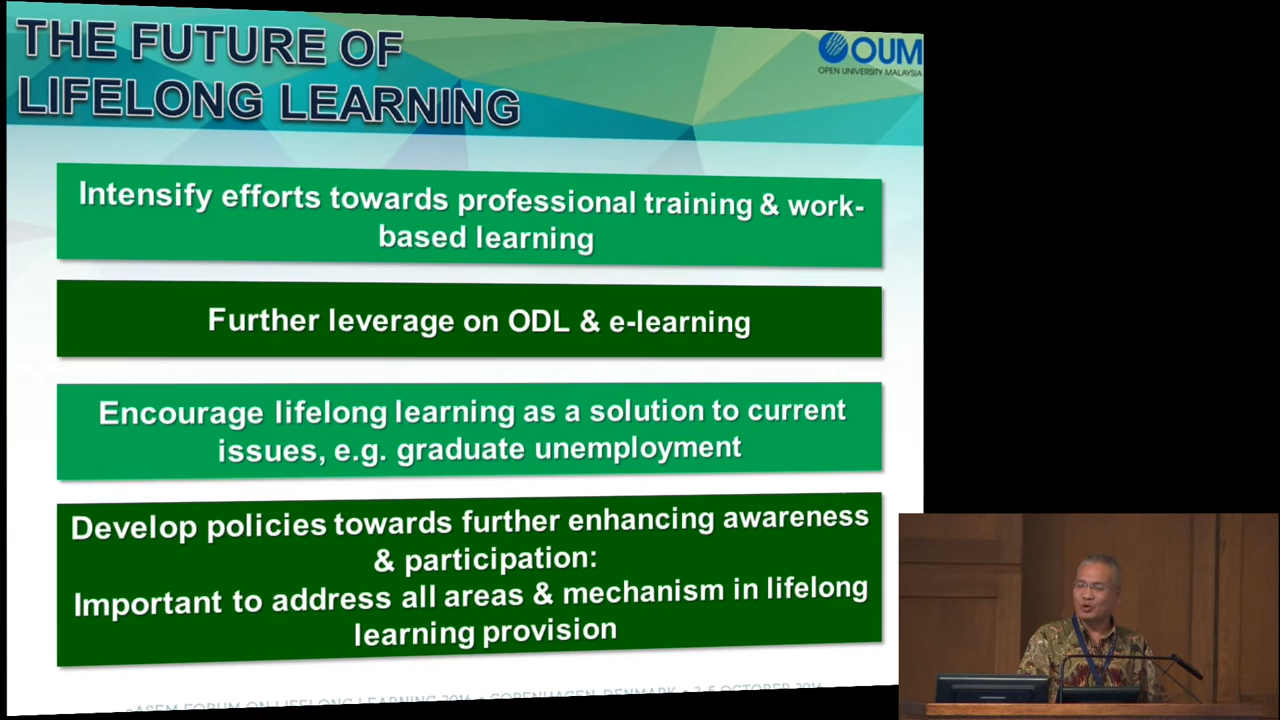 THE FUTURE OF
LIFELONG LEARNING
OUM
OPEN UNIVERSITY MALAYSIA
Intensify efforts towards professional training & work-
based learning
Further leverage on ODL & e-learning
Encourage lifelong learning as a solution to current
issues, e.g. graduate unemployment
Develop policies towards further enhancing awareness
& participation:
Important to address all areas & mechanism in lifelong
learning provision
ASEM FORUM ON LIFELONG LEARNING 2016 • COPENHAGEN, DENMARK • 3-5 OCTOBER 2016